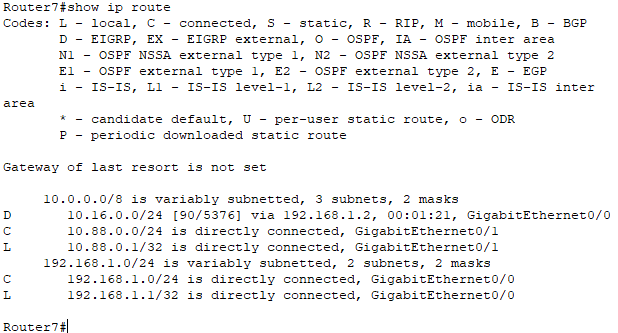 Router7#show ip route
Codes: L - local, C - connected, S - static, R - RIP, M - mobile, B - BGP
D - EIGRP, EX - EIGRP external, O - OSPF, IA - OSPF inter area
N1 - OSPF NSSA external type 1, N2 - OSPF NSSA external type 2
E1 - OSPF external type 1, E2 - OSPF external type 2, E - EGP
i - IS-IS, L1 - IS-IS level-1, L2 - IS-IS level-2, ia - IS-IS inter
area
* - candidate default, U - per-user static route, o - ODR
P - periodic downloaded static route
Gateway of last resort is not set
10.0.0.0/8 is variably subnetted, 3 subnets, 2 masks
D 10.16.0.0/24 [90/5376] via 192.168.1.2, 00:01:21, GigabitEthernet0/0
C 10.88.0.0/24 is directly connected, GigabitEthernet0/1
L 10.88.0.1/32 is directly connected, GigabitEthernet0/1
192.168.1.0/24 is variably subnetted, 2 subnets, 2 masks
C 192.168.1.0/24 is directly connected, GigabitEthernet0/0
L 192.168.1.1/32 is directly connected, GigabitEthernet0/0
Router7#